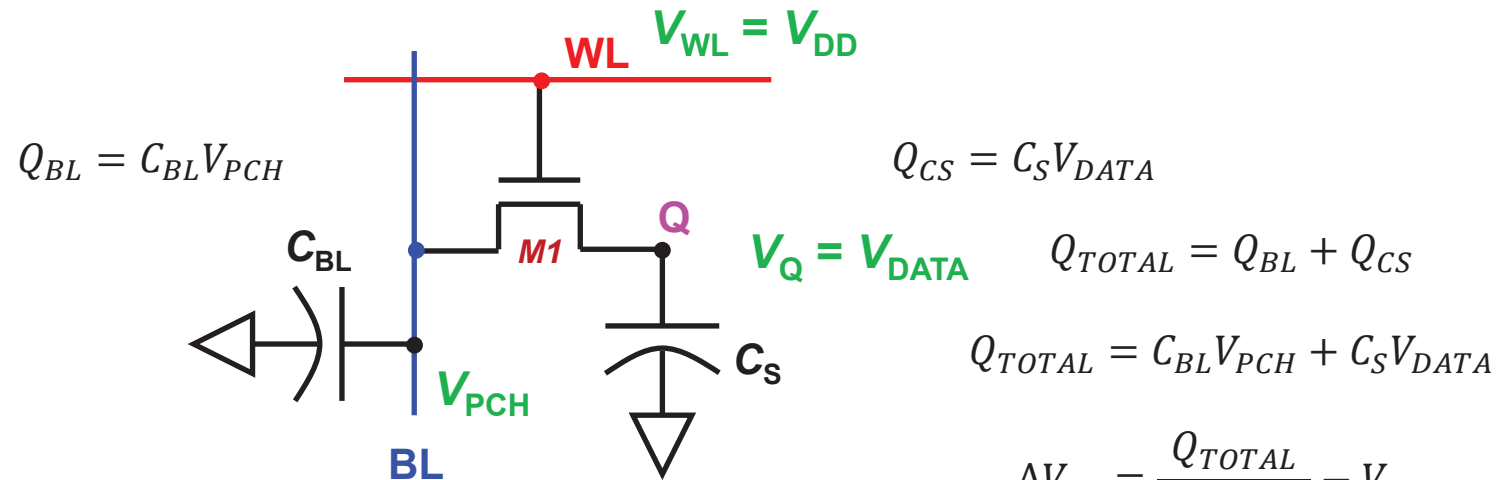 V_WL = V_DD
WL
Q_BL = C_BL V_PCH
Q_CS = C_S V_DATA
Q
M1
C_BL
V_Q = V_DATA
Q_TOTAL = Q_BL + Q_CS
C_S
Q_TOTAL = C_BL V_PCH + C_S V_DATA
V_PCH
BL
Q_TOTAL